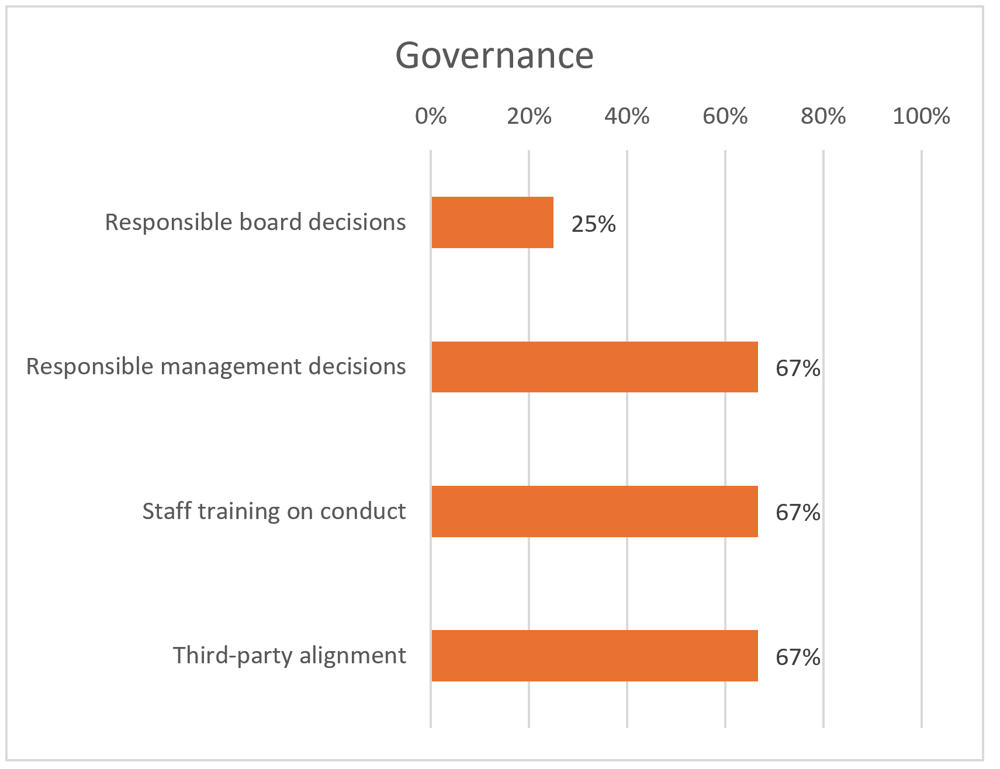 Governance
0% 20% 40% 60% 80% 100%
Responsible board decisions 25%
Responsible management decisions 67%
Staff training on conduct 67%
Third-party alignment 67%